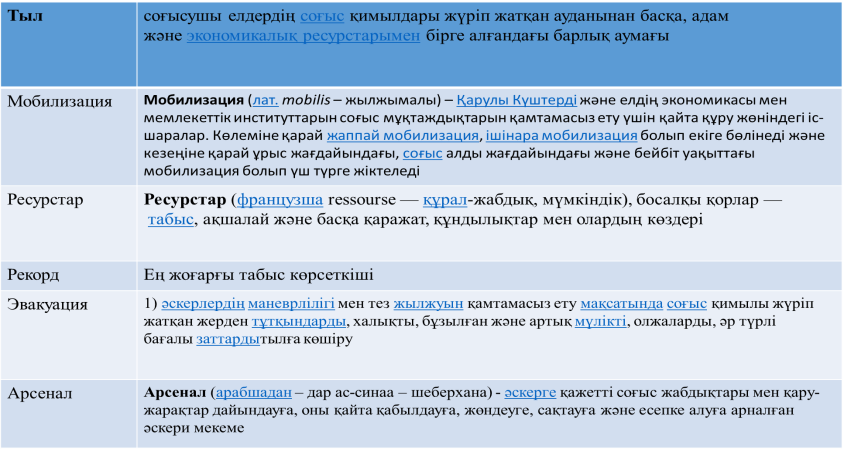 Тыл
соғысушы елдердің соғыс қимылдары жүріп жатқан ауданынан басқа, адам
және экономикалық ресурстарымен бірге алғандағы барлық аумағы
Мобилизация
Мобилизация (лат. mobilis – жылжымалы) – Қарулы Күштерді және елдің экономикасы мен
мемлекеттік институттарын соғыс мұқтаждықтарын қамтамасыз ету үшін қайта құру жөніндегі іс-
шаралар. Көлеміне қарай жаппай мобилизация, ішінара мобилизация болып екіге бөлінеді және
кезеңіне қарай ұрыс жағдайындағы, соғыс алды жағдайындағы және бейбіт уақыттағы
мобилизация болып үш түрге жіктеледі
Ресурстар
Ресурстар (французша ressourse — құрал-жабдық, мүмкіндік), босалқы қорлар —
табыс, ақшалай және басқа қаражат, құндылықтар мен олардың көздері
Рекорд
Ең жоғарғы табыс көрсеткіші
Эвакуация
1) әскерлердің маневрлілігі мен тез жылжуын қамтамасыз ету мақсатында соғыс қимылы жүріп
жатқан жерден тұтқындарды, халықты, бұзылған және артық мүлікті, олжаларды, әр түрлі
бағалы заттардытылға көшіру
Арсенал
Арсенал (арабшадан – дар ас-синаа – шеберхана) - әскерге қажетті соғыс жабдықтары мен қару-
жарақтар дайындауға, оны қайта қабылдауға, жөндеуге, сақтауға және есепке алуға арналған
әскери мекеме